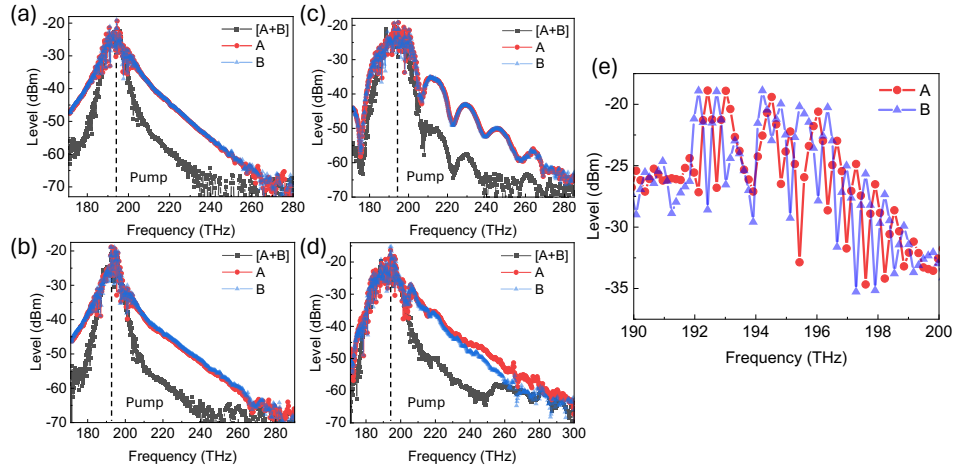 (a)
-20
-30
-40
-50
-60
-70
Level (dBm)
[A+B]
A
B
Pump
180 200 220 240 260 280
Frequency (THz)
(c)
-20
-30
-40
-50
-60
-70
Level (dBm)
[A+B]
A
B
Pump
180 200 220 240 260 280
Frequency (THz)
(b)
-20
-30
-40
-50
-60
-70
Level (dBm)
[A+B]
A
B
Pump
180 200 220 240 260 280
Frequency (THz)
(d)
-20
-30
-40
-50
-60
-70
Level (dBm)
[A+B]
A
B
Pump
180 200 220 240 260 280 300
Frequency (THz)
(e)
-20
-25
-30
-35
Level (dBm)
A
B
190 192 194 196 198 200
Frequency (THz)